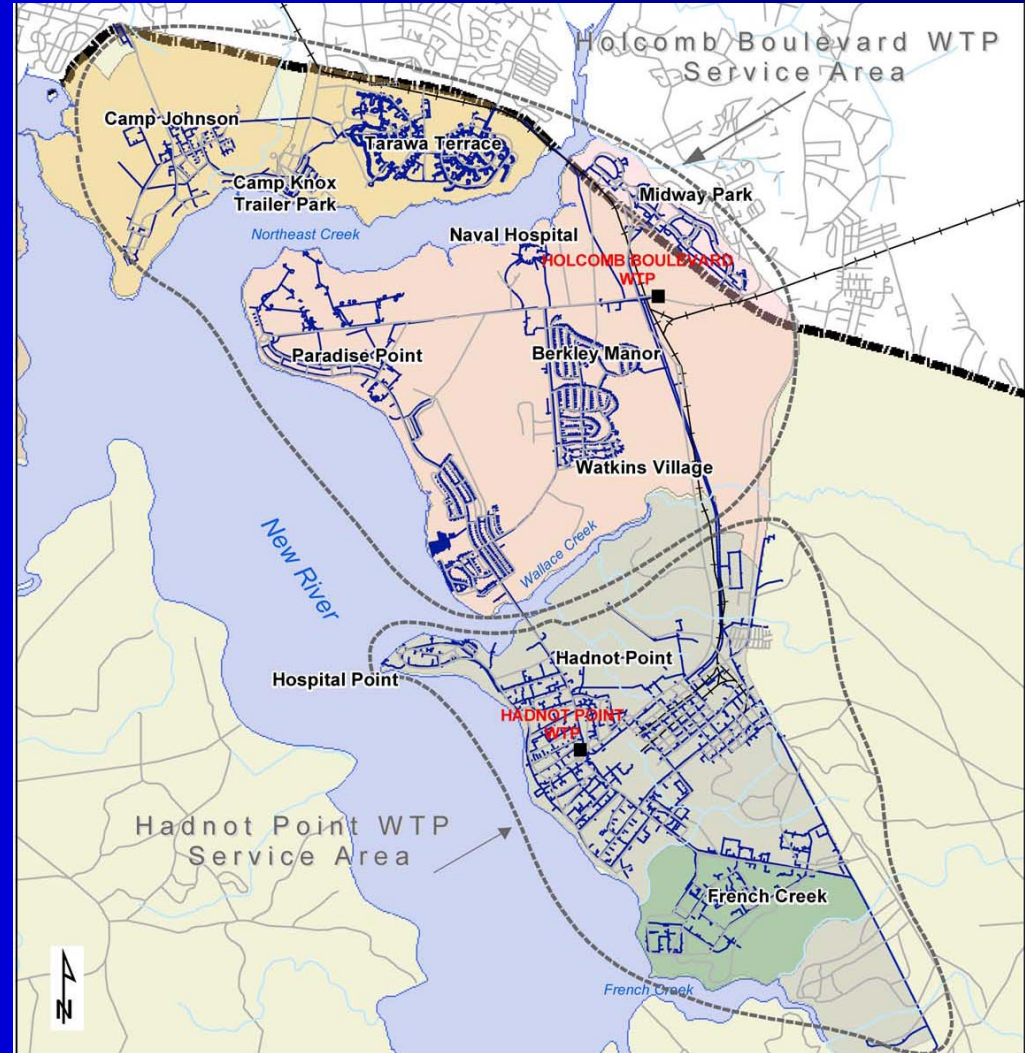 Holcomb Boulevard WTP
Service Area
Camp Johnson
Tarawa Terrace
Camp Knox
Trailer Park
Midway Park
Northeast Creek
Naval Hospital
HOLCOMB BOULEVARD
WTP
Paradise Point
Berkley Manor
Watkins Village
New River
Wallace Creek
Hadnot Point
Hospital Point
HADNOT POINT
WTP
Hadnot Point WTP
Service Area
French Creek
French Creek
N